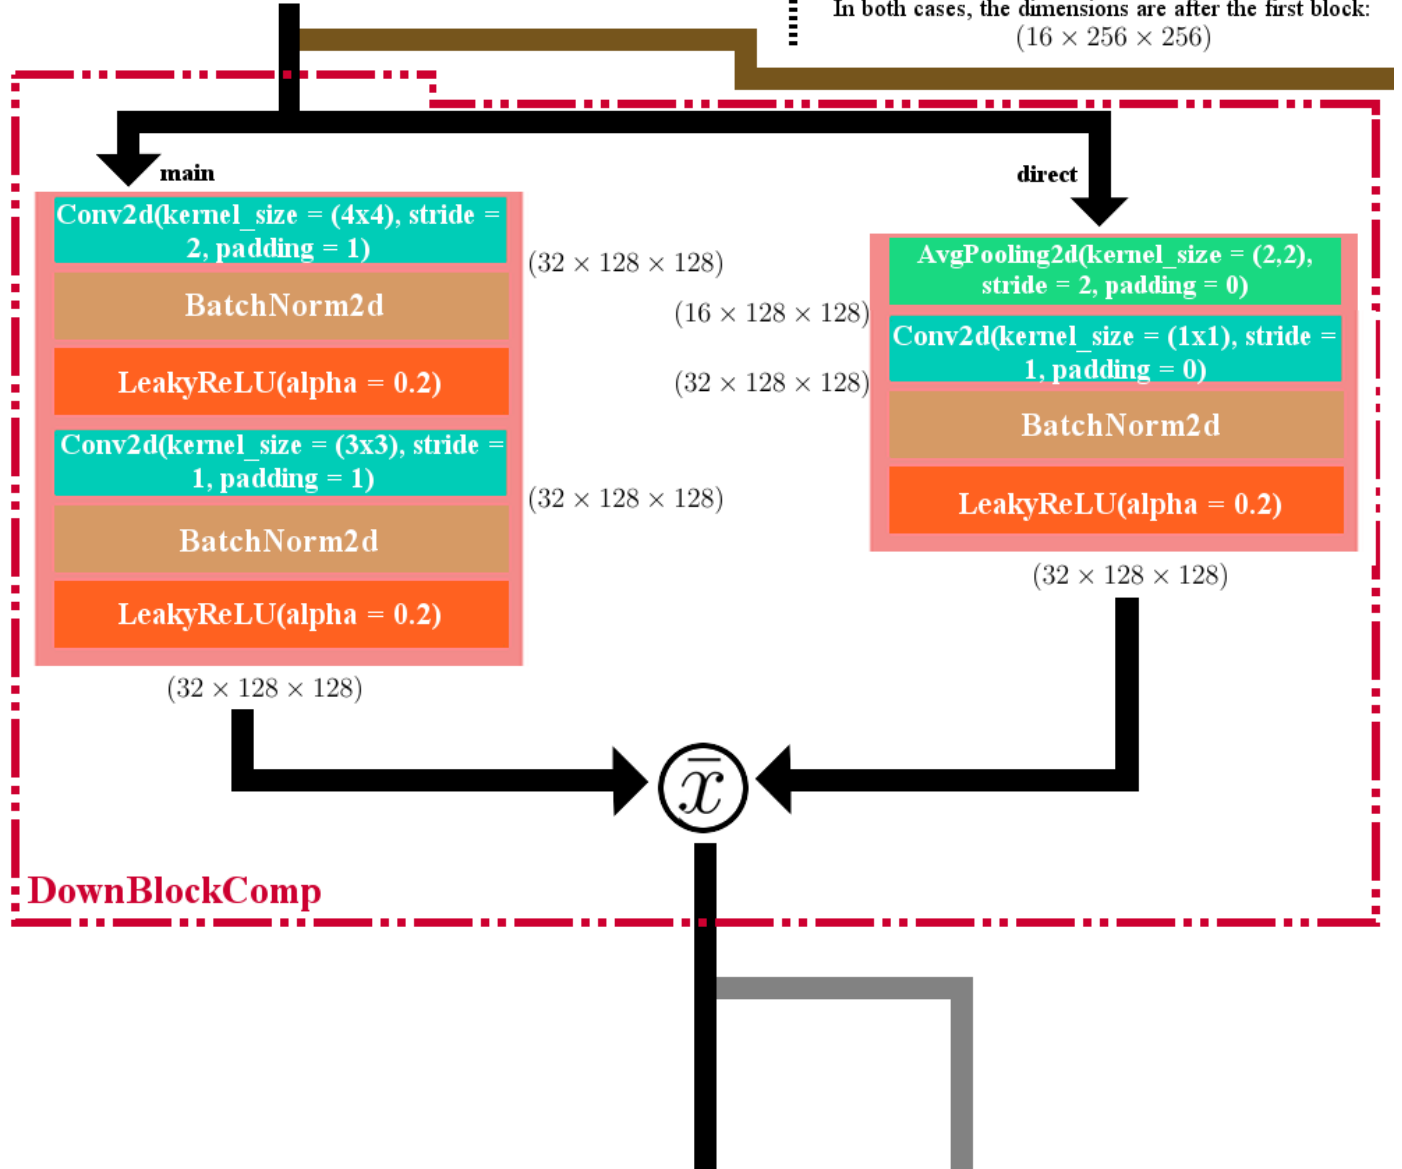 In both cases, the dimensions are after the first block:
(16 × 256 × 256)
main
direct
Conv2d(kernel_size = (4x4), stride =
2, padding = 1)
(32 × 128 × 128)
BatchNorm2d
LeakyReLU(alpha = 0.2)
Conv2d(kernel_size = (3x3), stride =
1, padding = 1)
(32 × 128 × 128)
BatchNorm2d
LeakyReLU(alpha = 0.2)
(32 × 128 × 128)
AvgPooling2d(kernel_size = (2,2),
stride = 2, padding = 0)
(16 × 128 × 128)
Conv2d(kernel_size = (1x1), stride =
1, padding = 0)
(32 × 128 × 128)
BatchNorm2d
LeakyReLU(alpha = 0.2)
(32 × 128 × 128)
x̅
DownBlockComp